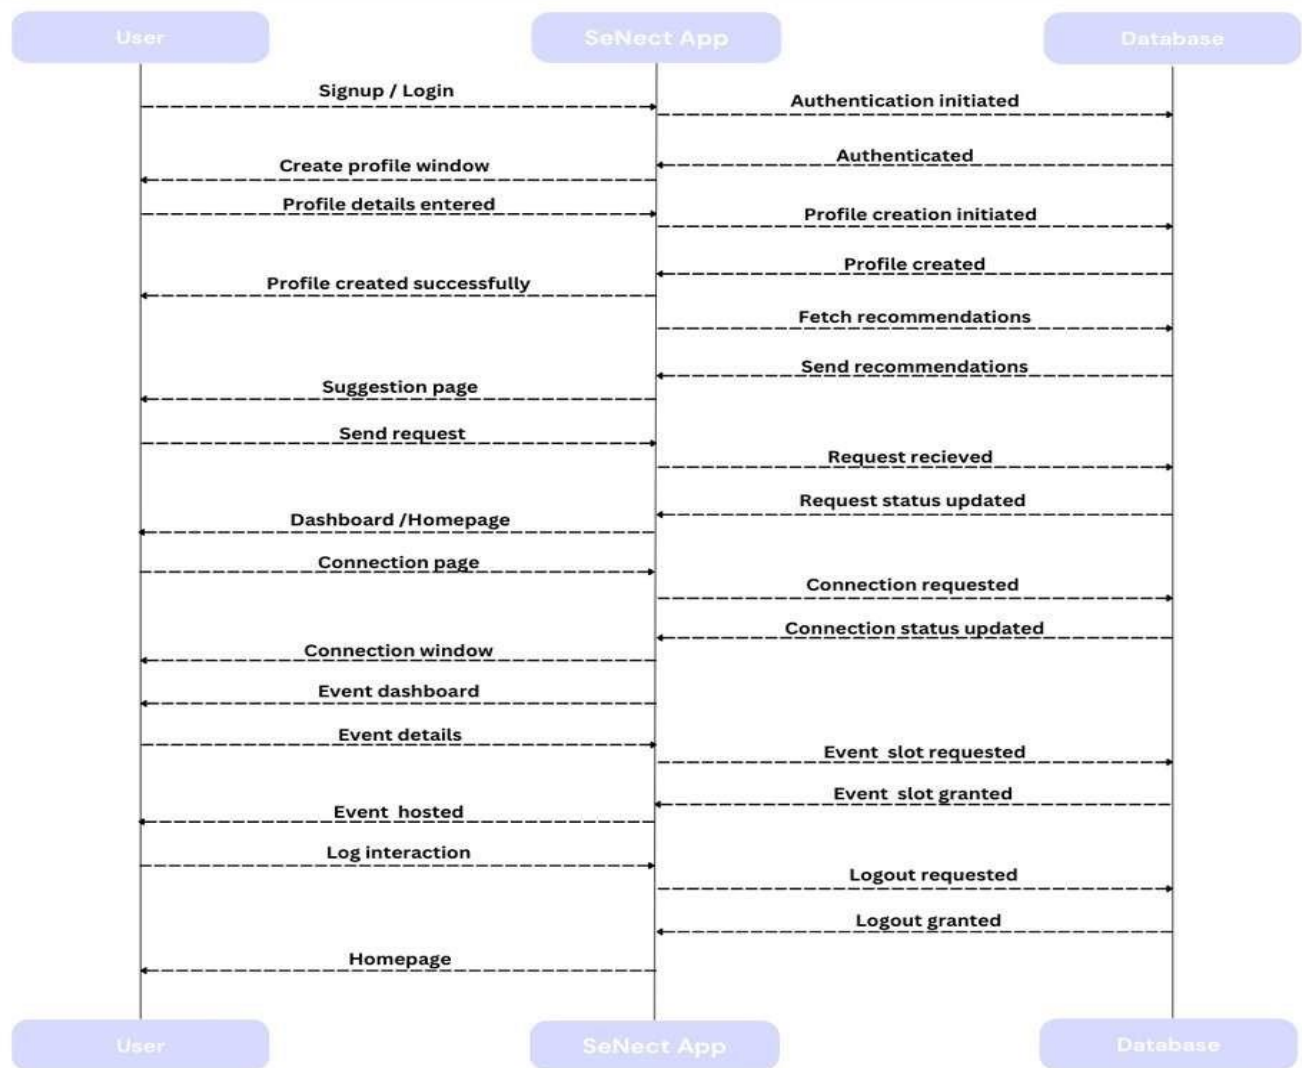 User
SeNect App
Database
Signup / Login
Authentication initiated
Authenticated
Create profile window
Profile details entered
Profile creation initiated
Profile created
Profile created successfully
Fetch recommendations
Send recommendations
Suggestion page
Send request
Request recieved
Request status updated
Dashboard /Homepage
Connection page
Connection requested
Connection status updated
Connection window
Event dashboard
Event details
Event  slot requested
Event  slot granted
Event  hosted
Log interaction
Logout requested
Logout granted
Homepage
User
SeNect App
Database